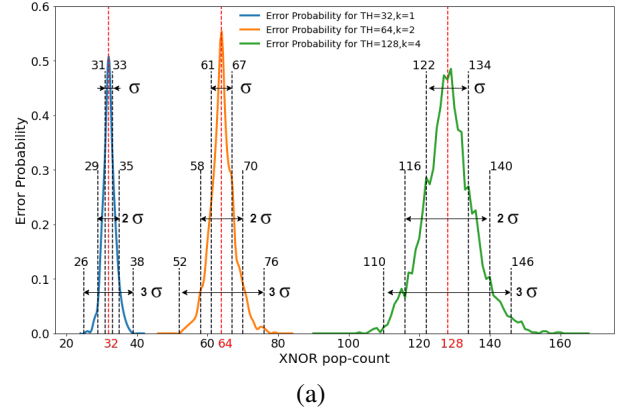 0.6
0.5
0.4
0.3
0.2
0.1
0.0
Error Probability
Error Probability for TH=32,k=1
Error Probability for TH=64,k=2
Error Probability for TH=128,k=4
31 33 61 67 122 134
σ σ σ
29 35 58 70 116 140
2 σ 2 σ 2 σ
26 38 52 76 110 146
3 σ 3 σ 3 σ
20 32 40 60 64 80 100 120 128 140 160
XNOR pop-count
(a)